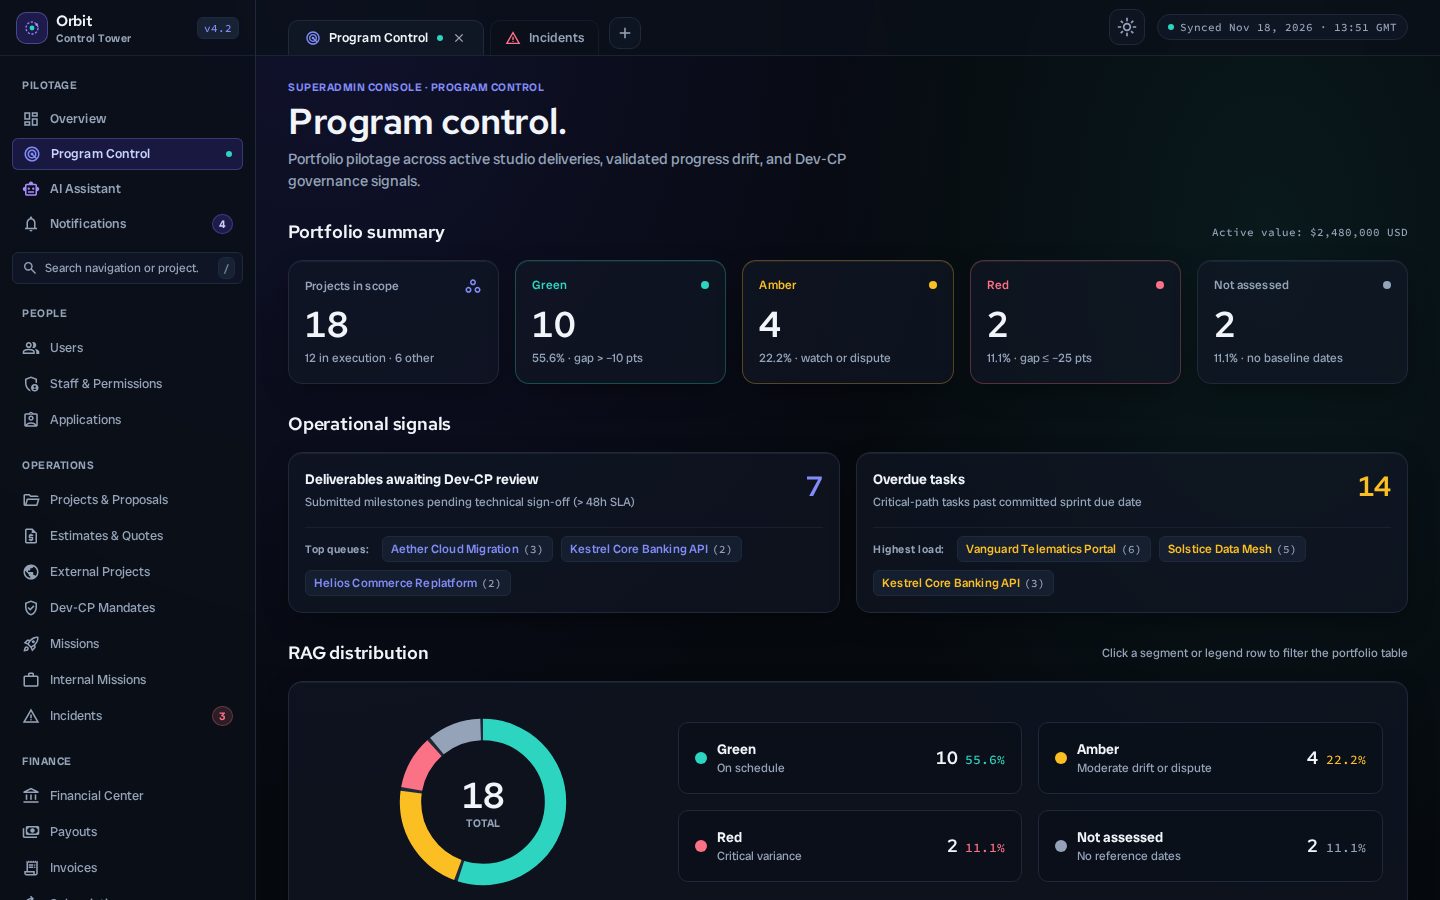 Orbit
Control Tower
v4.2
PILOTAGE
Overview
Program Control
AI Assistant
Notifications
4
Search navigation or project.
/
PEOPLE
Users
Staff & Permissions
Applications
OPERATIONS
Projects & Proposals
Estimates & Quotes
External Projects
Dev-CP Mandates
Missions
Internal Missions
Incidents
3
FINANCE
Financial Center
Payouts
Invoices
Program Control
Incidents
Synced Nov 18, 2026 · 13:51 GMT
SUPERADMIN CONSOLE · PROGRAM CONTROL
Program control.
Portfolio pilotage across active studio deliveries, validated progress drift, and Dev-CP
governance signals.
Portfolio summary
Active value: $2,480,000 USD
Projects in scope
18
12 in execution · 6 other
Green
10
55.6% · gap > −10 pts
Amber
4
22.2% · watch or dispute
Red
2
11.1% · gap ≤ −25 pts
Not assessed
2
11.1% · no baseline dates
Operational signals
Deliverables awaiting Dev-CP review
7
Submitted milestones pending technical sign-off (> 48h SLA)
Top queues:
Aether Cloud Migration (3)
Kestrel Core Banking API (2)
Helios Commerce Replatform (2)
Overdue tasks
14
Critical-path tasks past committed sprint due date
Highest load:
Vanguard Telematics Portal (6)
Solstice Data Mesh (5)
Kestrel Core Banking API (3)
RAG distribution
Click a segment or legend row to filter the portfolio table
18
TOTAL
Green
On schedule
10 55.6%
Amber
Moderate drift or dispute
4 22.2%
Red
Critical variance
2 11.1%
Not assessed
No reference dates
2 11.1%